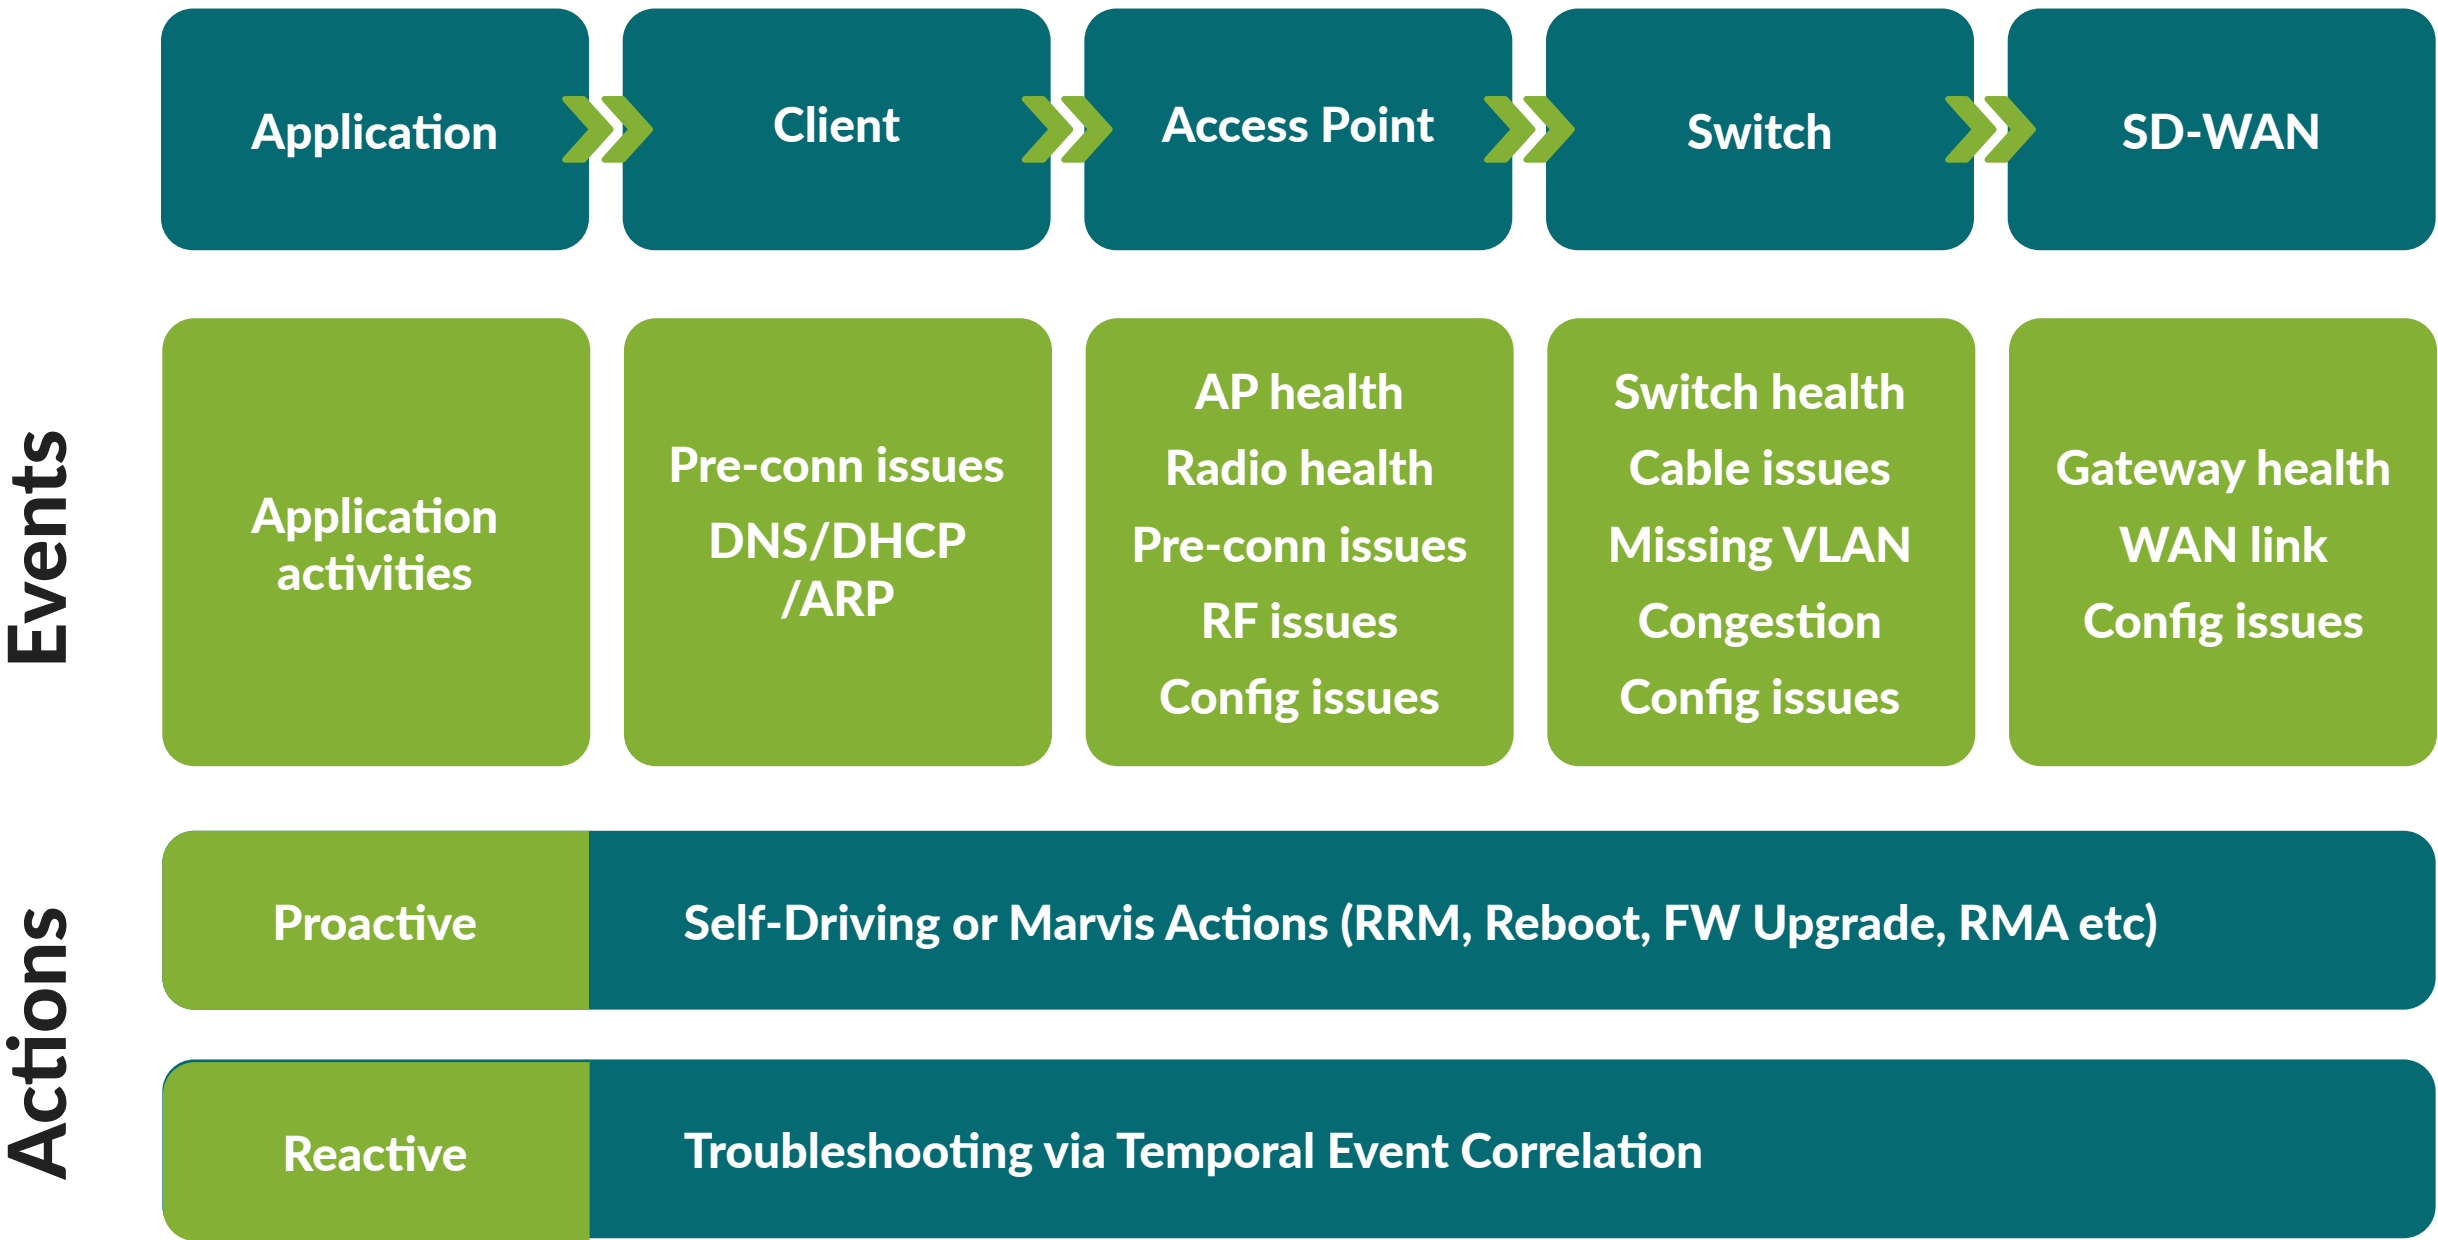 Application
Client
Access Point
Switch
SD-WAN
Events
Application
activities
Pre-conn issues
DNS/DHCP
/ARP
AP health
Radio health
Pre-conn issues
RF issues
Config issues
Switch health
Cable issues
Missing VLAN
Congestion
Config issues
Gateway health
WAN link
Config issues
Actions
Proactive
Self-Driving or Marvis Actions (RRM, Reboot, FW Upgrade, RMA etc)
Reactive
Troubleshooting via Temporal Event Correlation